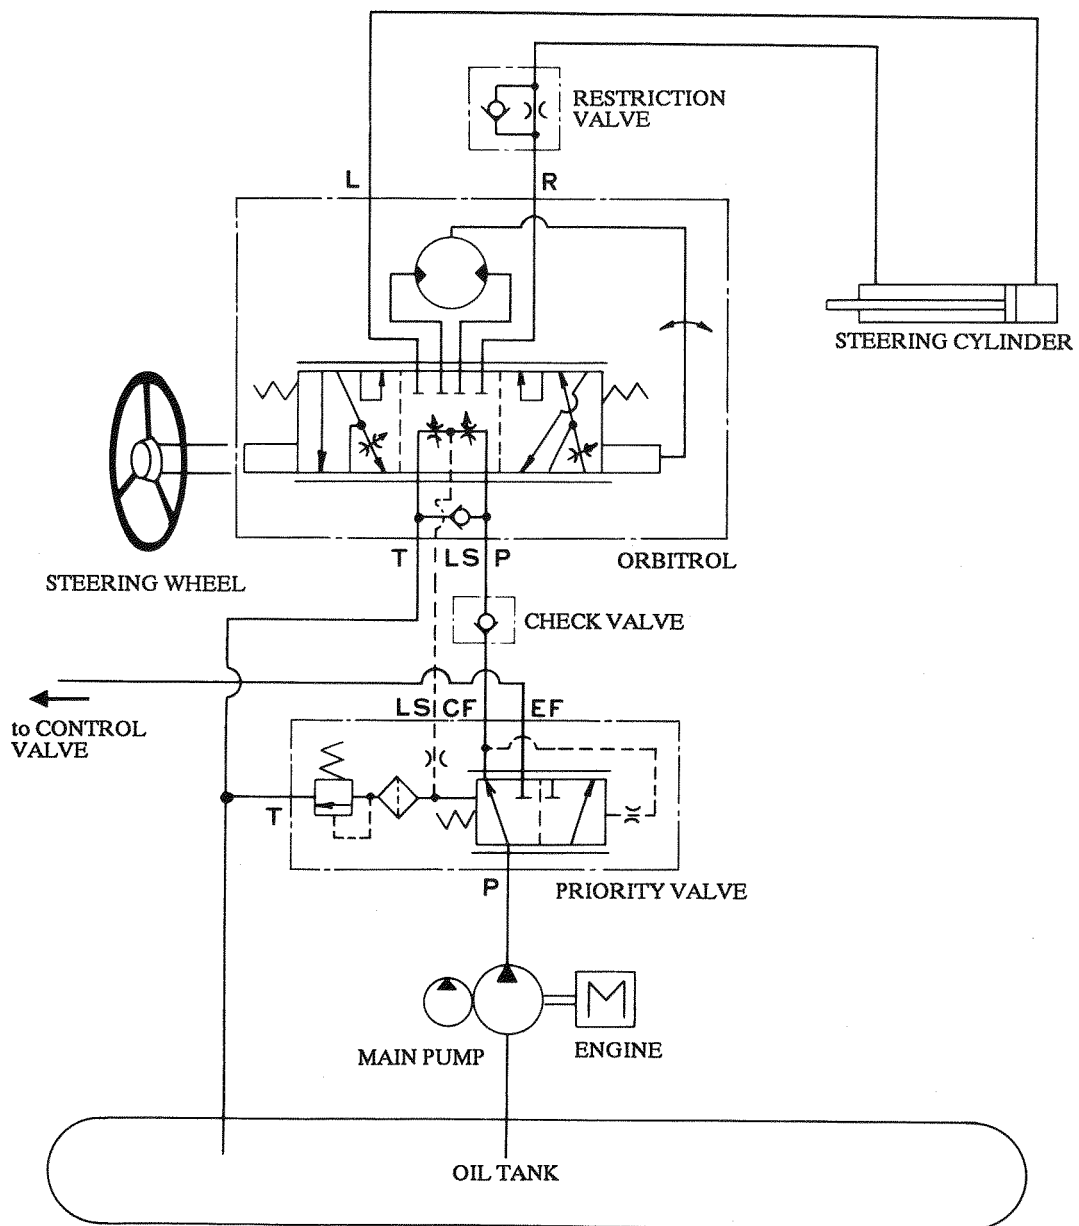 RESTRICTION
VALVE
L
R
STEERING CYLINDER
T LS P
ORBITROL
STEERING WHEEL
CHECK VALVE
LS CF EF
to CONTROL
VALVE
T
P
PRIORITY VALVE
M
MAIN PUMP
ENGINE
OIL TANK